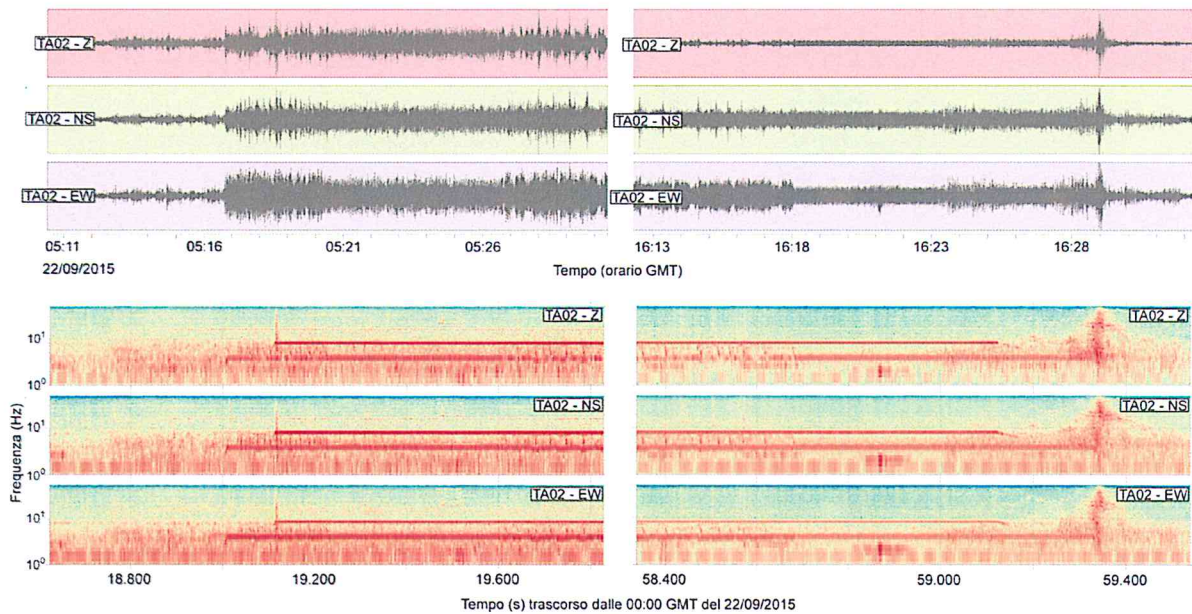 TA02 - Z TA02 - Z
TA02 - NS TA02 - NS
TA02 - EW TA02 - EW
05:11 05:16 05:21 05:26 16:13 16:18 16:23 16:28
22/09/2015 Tempo (orario GMT)
TA02 - Z TA02 - Z
10¹
10⁰
TA02 - NS TA02 - NS
10¹
10⁰
TA02 - EW TA02 - EW
10¹
10⁰
Frequenza (Hz)
18.800 19.200 19.600 58.400 59.000 59.400
Tempo (s) trascorso dalle 00:00 GMT del 22/09/2015